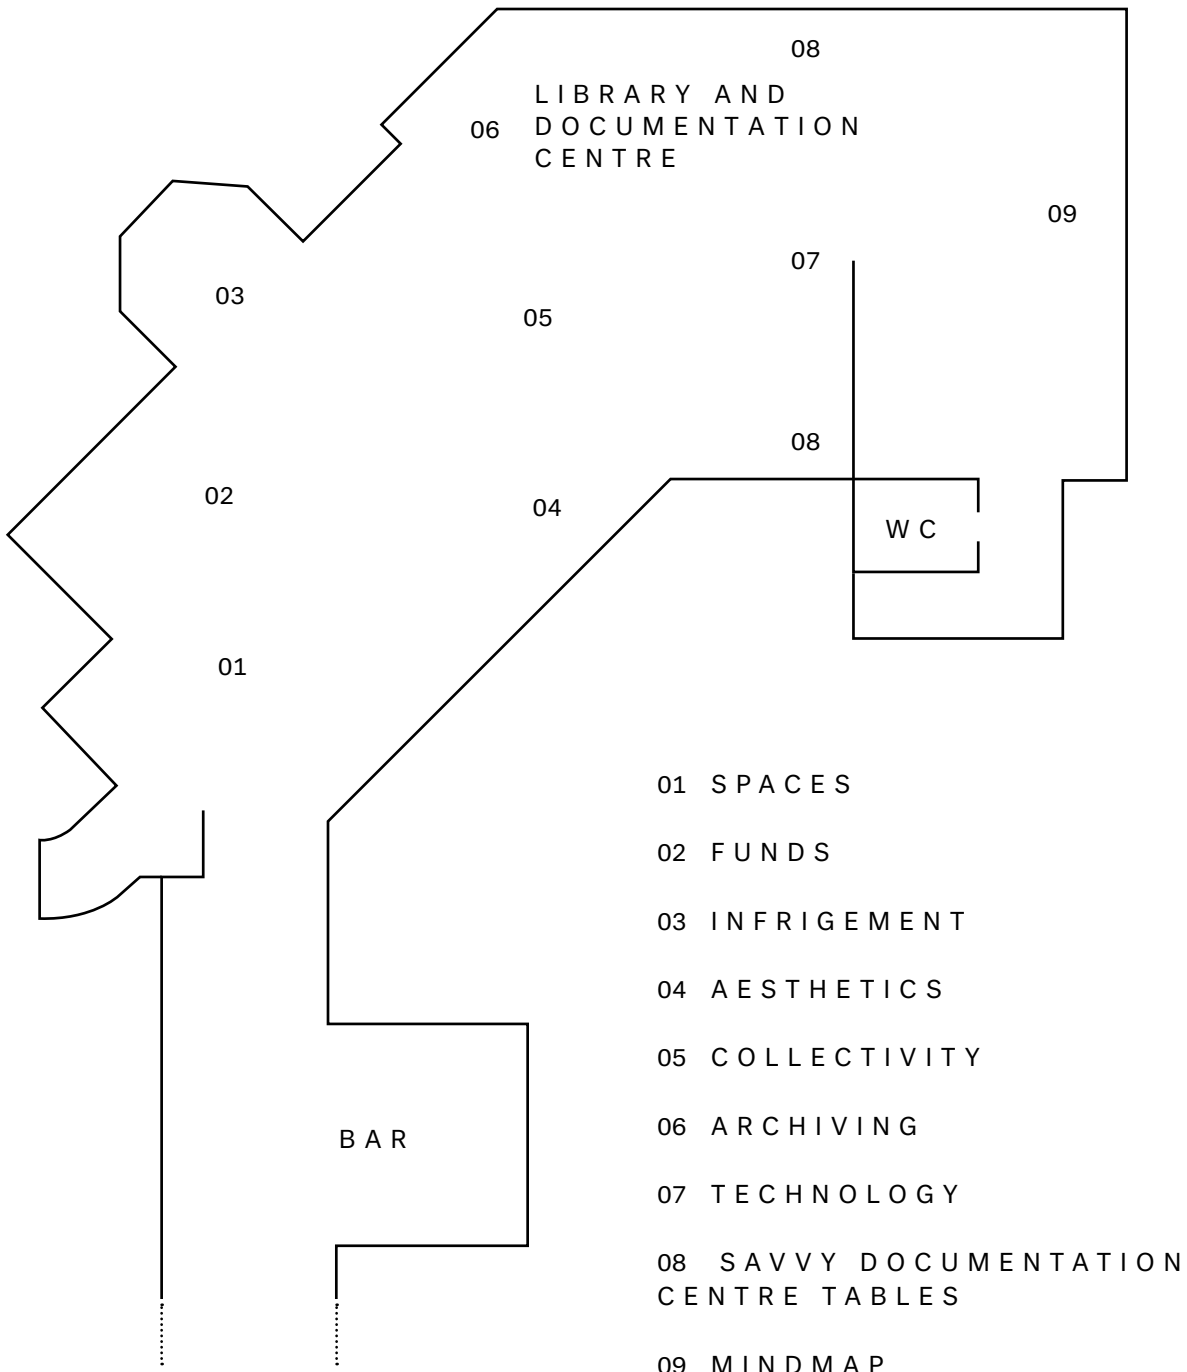 08
LIBRARY AND
06 DOCUMENTATION
CENTRE
09
07
03
05
08
02
04
WC
01
01 SPACES
02 FUNDS
03 INFRIGEMENT
04 AESTHETICS
05 COLLECTIVITY
BAR
06 ARCHIVING
07 TECHNOLOGY
08 SAVVY DOCUMENTATION
CENTRE TABLES
09 MINDMAP